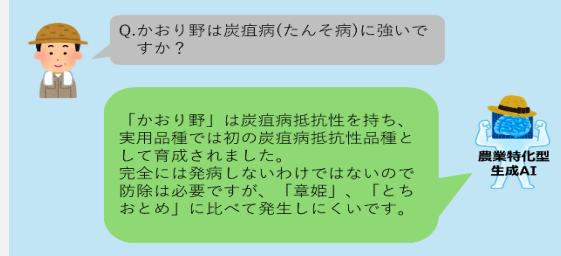 Q.かおり野は炭疽病(たんそ病)に強いで
すか？
「かおり野」は炭疽病抵抗性を持ち、
実用品種では初の炭疽病抵抗性品種と
して育成されました。
完全には発病しないわけではないので
防除は必要ですが、「章姫」、「とち
おとめ」に比べて発生しにくいです。
農業特化型
生成AI